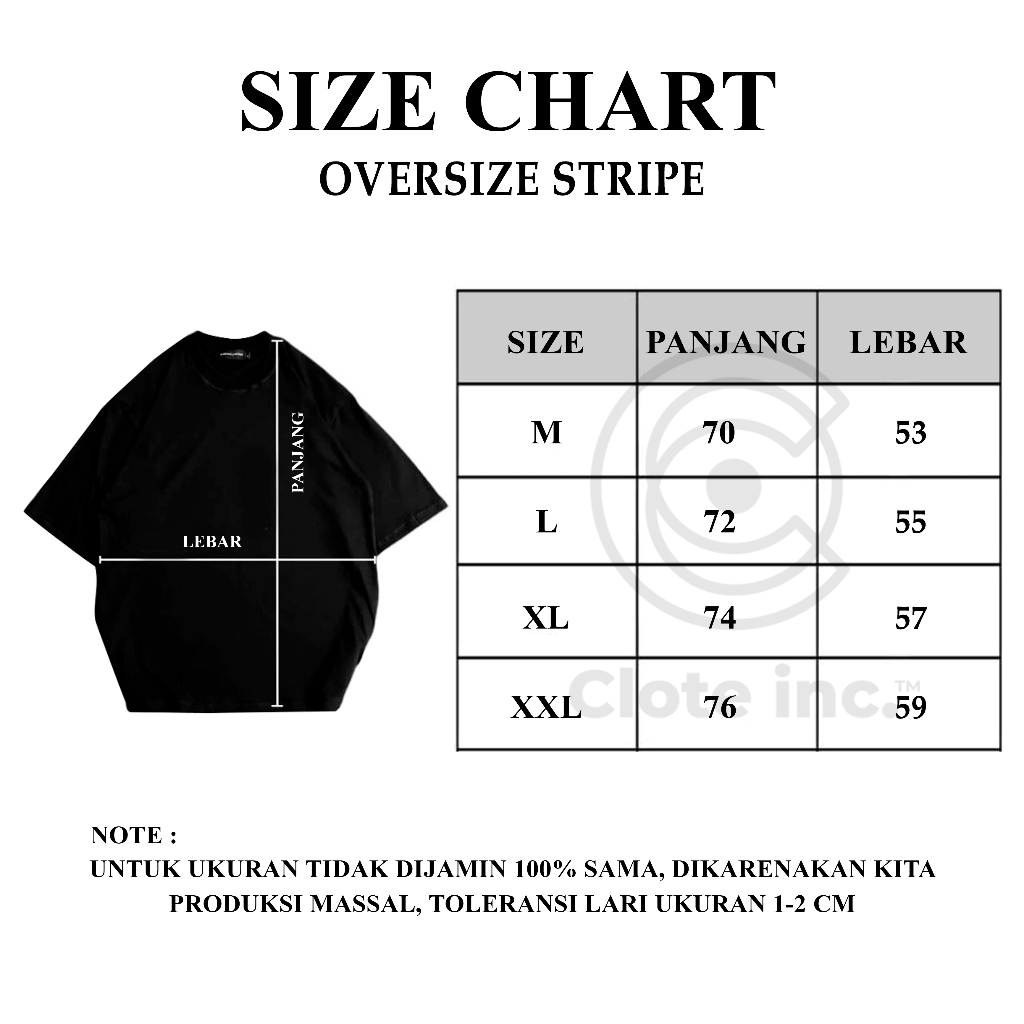 SIZE CHART
OVERSIZE STRIPE
SIZE PANJANG LEBAR
M 70 53
L 72 55
XL 74 57
XXL 76 59
PANJANG
LEBAR
Clote inc.™
NOTE :
UNTUK UKURAN TIDAK DIJAMIN 100% SAMA, DIKARENAKAN KITA
PRODUKSI MASSAL, TOLERANSI LARI UKURAN 1-2 CM